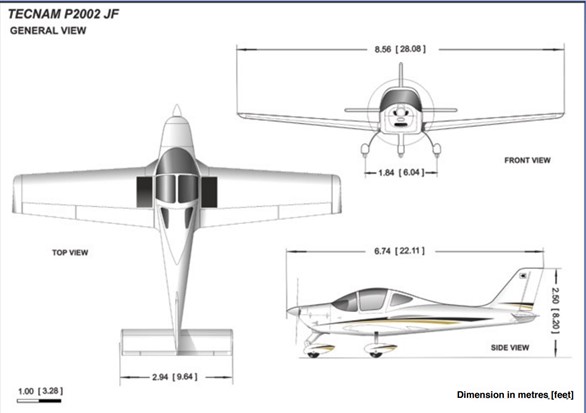 TECNAM P2002 JF
GENERAL VIEW
8.56 [ 28.08]
FRONT VIEW
1.84 [ 6.04]
TOP VIEW
6.74 [ 22.11]
2.50 [ 8.20]
SIDE VIEW
2.94 [ 9.64]
1.00 [ 3.28]
Dimension in metres [feet]